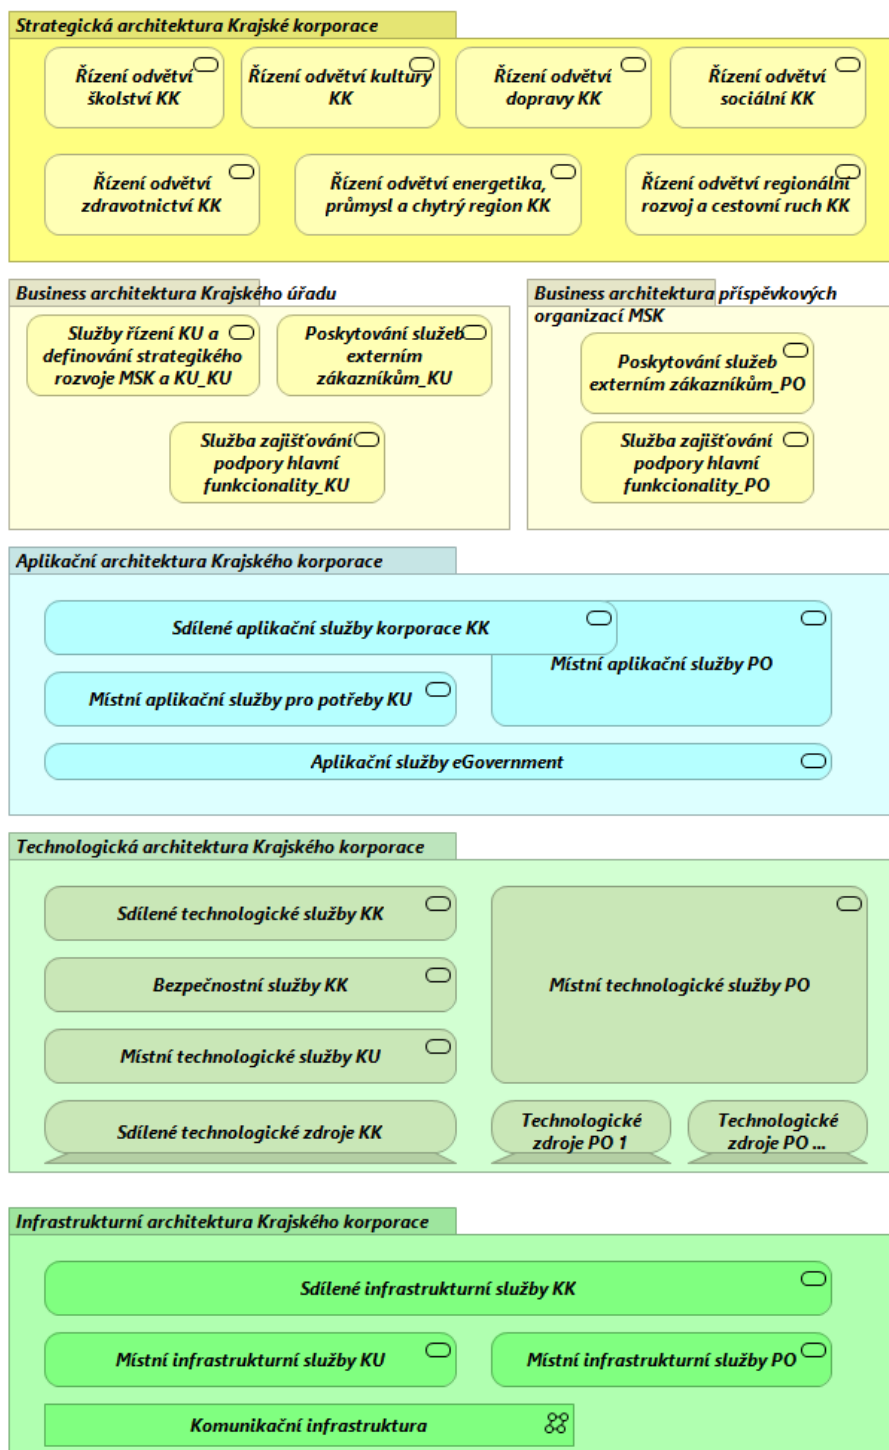 Strategická architektura Krajské korporace
Řízení odvětví
školství KK
Řízení odvětví kultury
KK
Řízení odvětví
dopravy KK
Řízení odvětví
sociální KK
Řízení odvětví
zdravotnictví KK
Řízení odvětví energetika,
průmysl a chytrý region KK
Řízení odvětví regionální
rozvoj a cestovní ruch KK
Business architektura Krajského úřadu
Služby řízení KU a
definování strategikého
rozvoje MSK a KU_KU
Poskytování služeb
externím
zákazníkům_KU
Služba zajišťování
podpory hlavní
funkcionality_KU
Business architektura příspěvkových
organizací MSK
Poskytování služeb
externím zákazníkům_PO
Služba zajišťování
podpory hlavní
funkcionality_PO
Aplikační architektura Krajského korporace
Sdílené aplikační služby korporace KK
Místní aplikační služby PO
Místní aplikační služby pro potřeby KU
Aplikační služby eGovernment
Technologická architektura Krajského korporace
Sdílené technologické služby KK
Bezpečnostní služby KK
Místní technologické služby PO
Místní technologické služby KU
Sdílené technologické zdroje KK
Technologické
zdroje PO 1
Technologické
zdroje PO ...
Infrastrukturní architektura Krajského korporace
Sdílené infrastrukturní služby KK
Místní infrastrukturní služby KU
Místní infrastrukturní služby PO
Komunikační infrastruktura